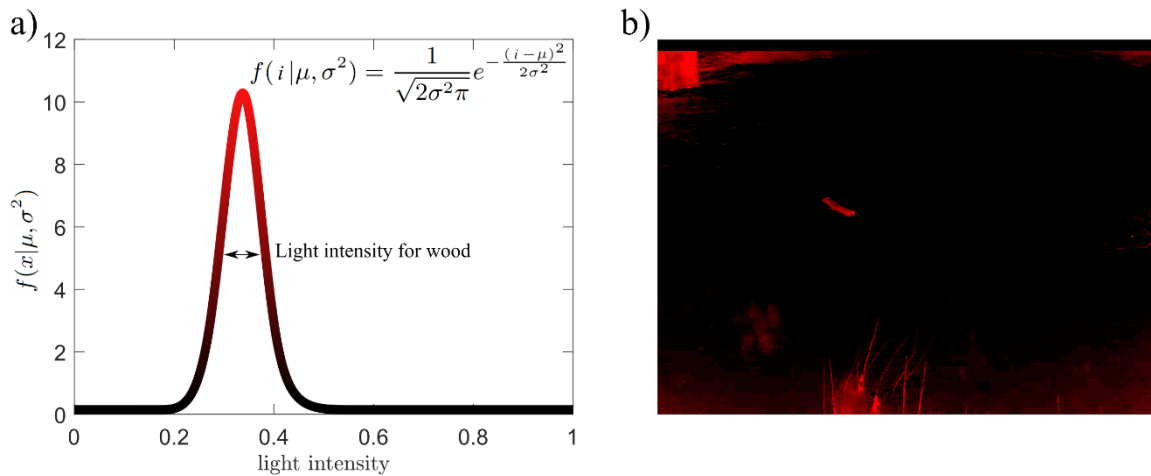 a)
b)
f(i|μ, σ²) = 1/√(2σ²π) e^(-(i−μ)²/(2σ²))
12
10
8
6
4
2
0
f(x|μ, σ²)
Light intensity for wood
0 0.2 0.4 0.6 0.8 1
light intensity